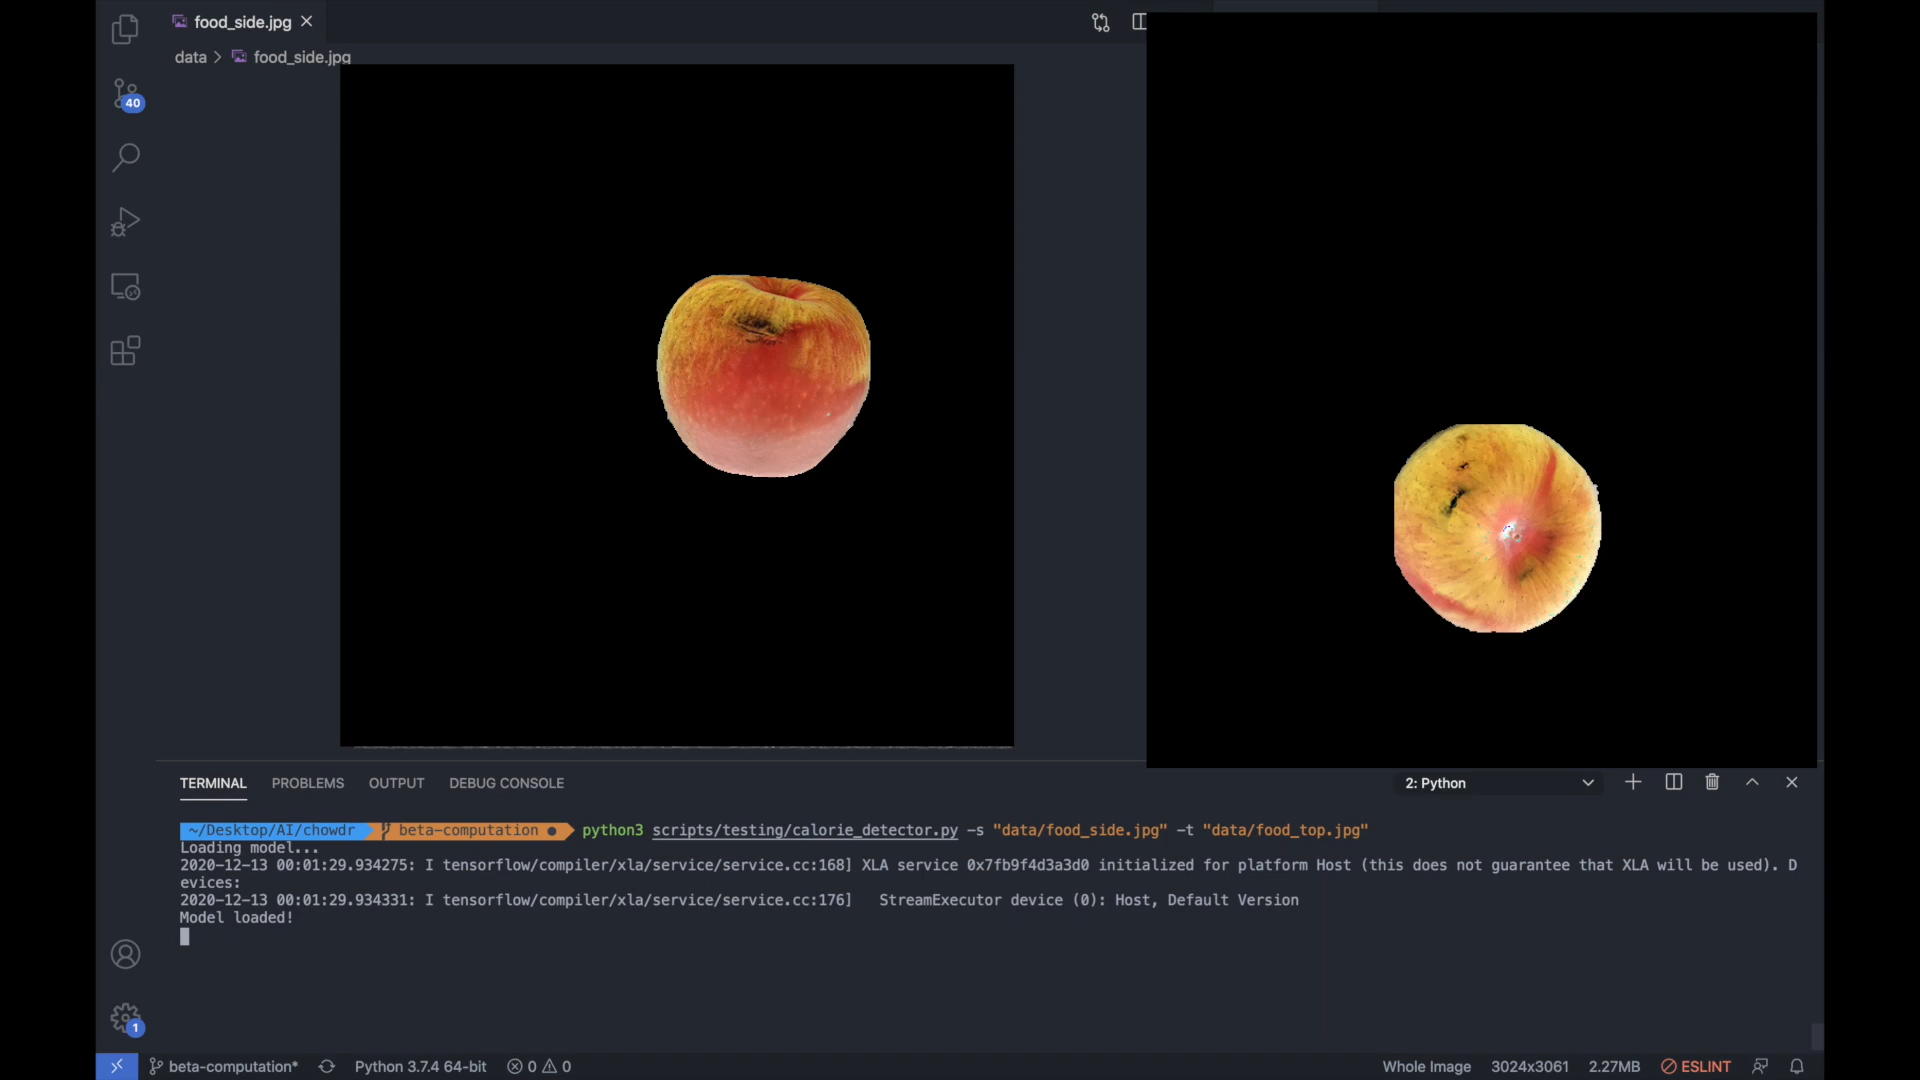 food_side.jpg
data > food_side.jpg
40
TERMINAL PROBLEMS OUTPUT DEBUG CONSOLE
2: Python
~/Desktop/AI/chowdr beta-computation ● python3 scripts/testing/calorie_detector.py -s "data/food_side.jpg" -t "data/food_top.jpg"
Loading model...
2020-12-13 00:01:29.934275: I tensorflow/compiler/xla/service/service.cc:168] XLA service 0x7fb9f4d3a3d0 initialized for platform Host (this does not guarantee that XLA will be used). D
evices:
2020-12-13 00:01:29.934331: I tensorflow/compiler/xla/service/service.cc:176]   StreamExecutor device (0): Host, Default Version
Model loaded!
1
beta-computation* Python 3.7.4 64-bit 0 0 Whole Image 3024x3061 2.27MB ESLINT